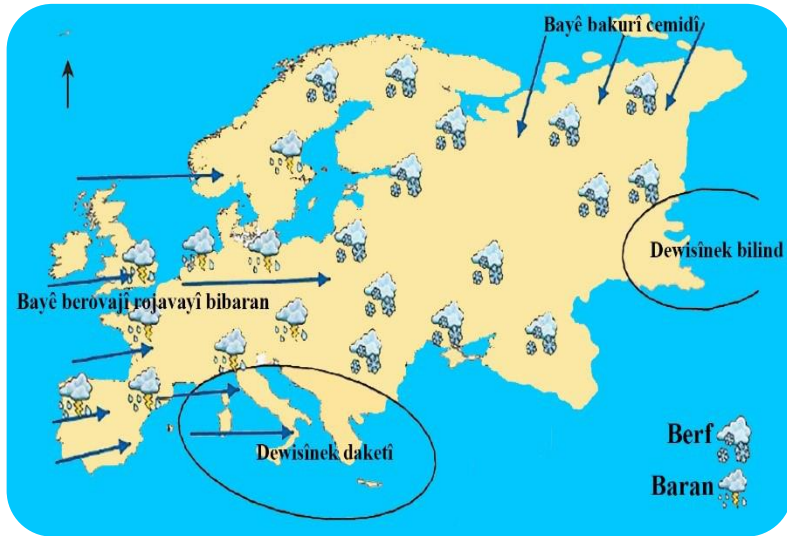 Bayê bakurî cemidî
Dewisînek bilind
Bayê berovajî rojavayî bibaran
Dewisînek daketî
Berf
Baran